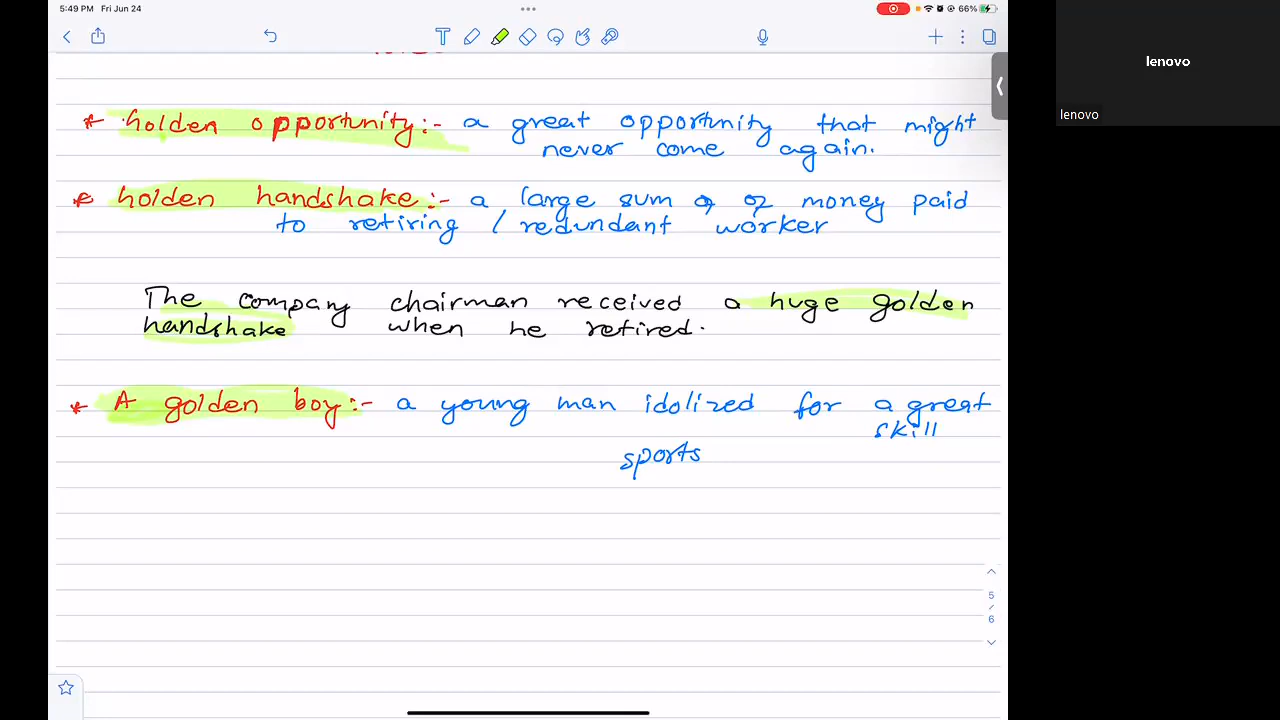 5:49 PM Fri Jun 24
66%
lenovo
lenovo
* holden opportunity:- a great opportunity that might
never come again.
* holden handshake:- a large sum of of money paid
to retiring / redundant worker
The company chairman received a huge golden
handshake when he retired.
* A golden boy:- a young man idolized for a great
skill
sports
5
/
6